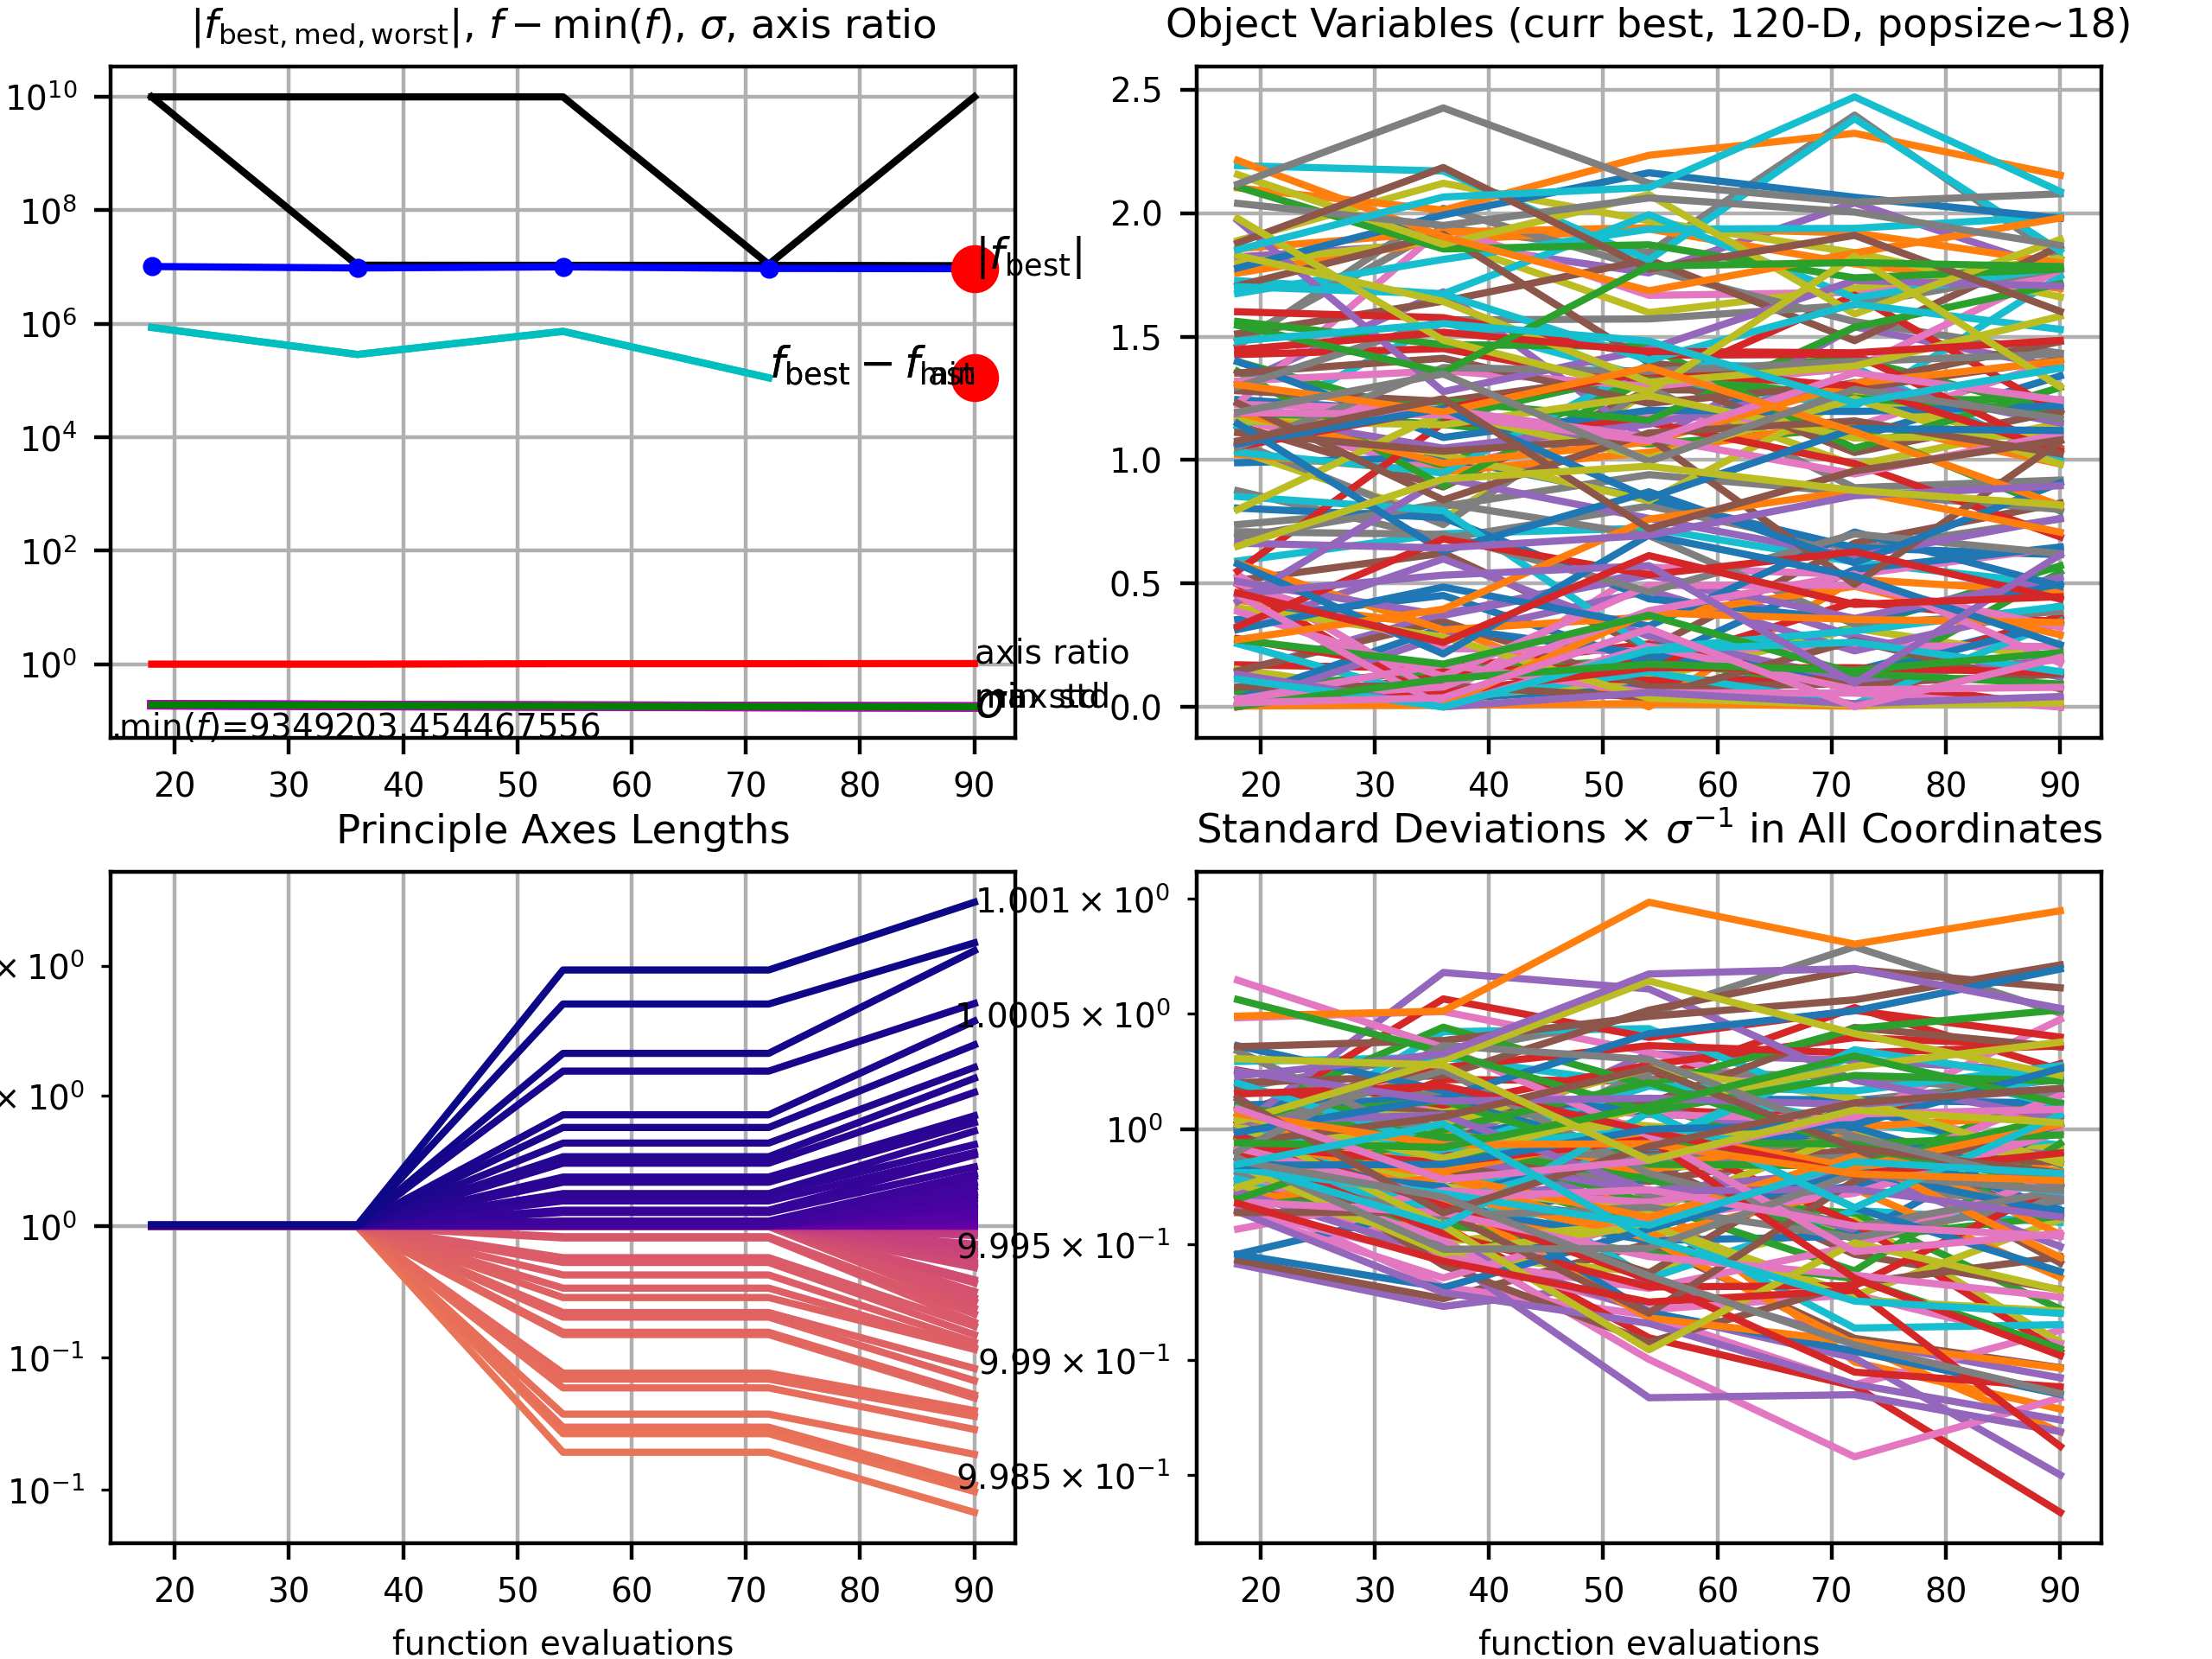 |f_best, med, worst|, f − min(f), σ, axis ratio
10^10
10^8
10^6
10^4
10^2
10^0
|f_best|
f_best − f_min
axis ratio
max std
σ
.min(f)=9349203.454467556
20 30 40 50 60 70 80 90
Object Variables (curr best, 120-D, popsize~18)
2.5
2.0
1.5
1.0
0.5
0.0
20 30 40 50 60 70 80 90
Principle Axes Lengths
× 10^0
× 10^0
10^0
10^−1
10^−1
20 30 40 50 60 70 80 90
function evaluations
Standard Deviations × σ^−1 in All Coordinates
1.001 × 10^0
1.0005 × 10^0
10^0
9.995 × 10^−1
9.99 × 10^−1
9.985 × 10^−1
20 30 40 50 60 70 80 90
function evaluations